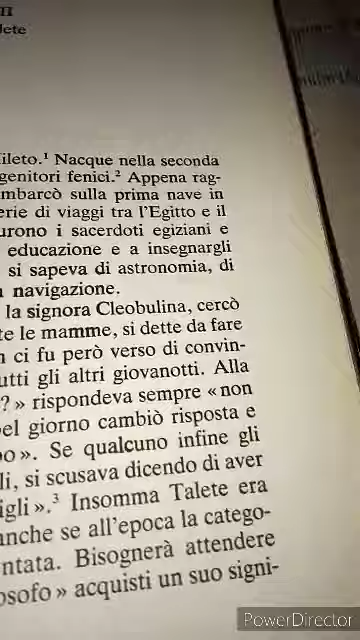 II
lete
ileto.¹ Nacque nella seconda
genitori fenici.² Appena rag-
mbarcò sulla prima nave in
erie di viaggi tra l'Egitto e il
urono i sacerdoti egiziani e
educazione e a insegnargli
si sapeva di astronomia, di
navigazione.
la signora Cleobulina, cercò
te le mamme, si dette da fare
n ci fu però verso di convin-
utti gli altri giovanotti. Alla
?» rispondeva sempre «non
bel giorno cambiò risposta e
po». Se qualcuno infine gli
li, si scusava dicendo di aver
igli».³ Insomma Talete era
anche se all'epoca la catego-
ntata. Bisognerà attendere
osofo» acquisti un suo signi-
PowerDirector